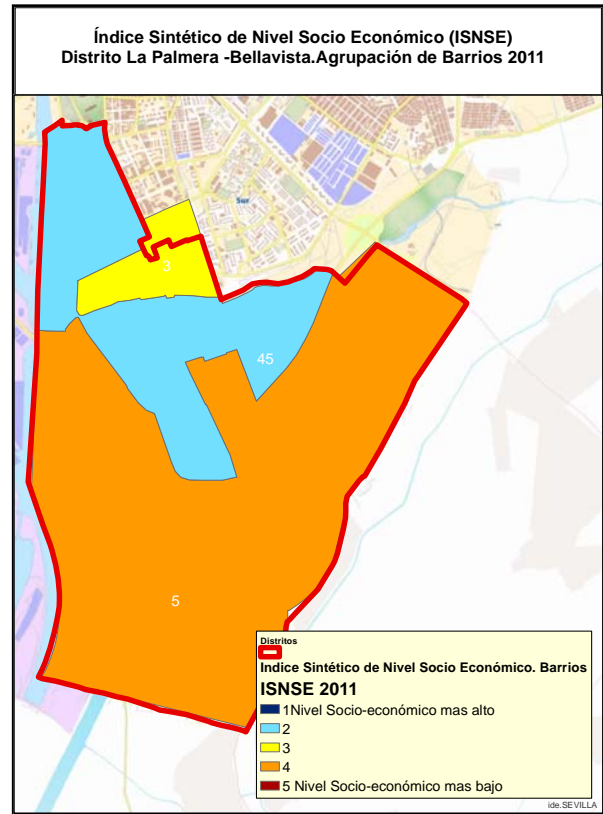 Índice Sintético de Nivel Socio Económico (ISNSE)
Distrito La Palmera -Bellavista.Agrupación de Barrios 2011
Sur
3
45
5
Distritos
Indice Sintético de Nivel Socio Económico. Barrios
ISNSE 2011
1Nivel Socio-económico mas alto
2
3
4
5 Nivel Socio-económico mas bajo
ide.SEVILLA